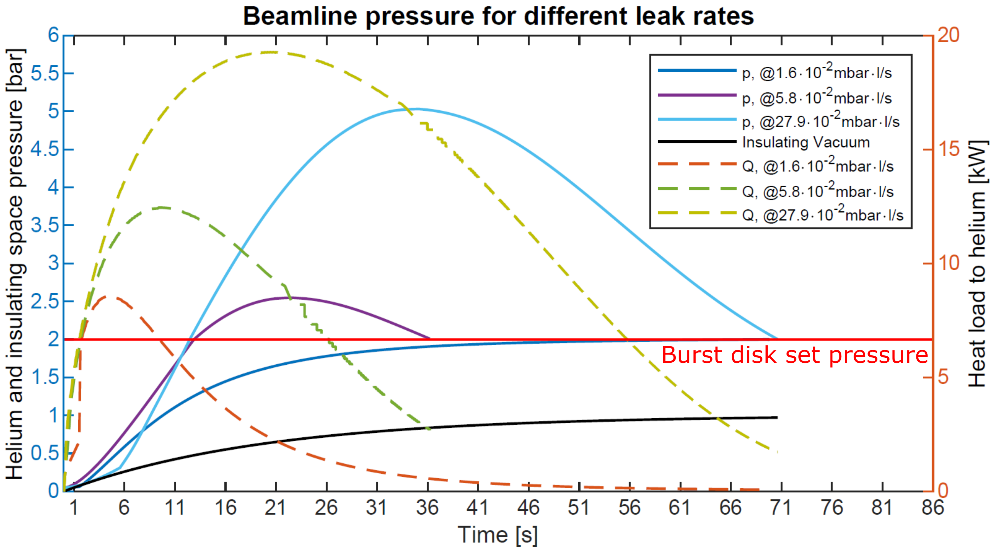 Beamline pressure for different leak rates
Helium and insulating space pressure [bar]
6
5.5
5
4.5
4
3.5
3
2.5
2
1.5
1
0.5
0
p, @1.6·10⁻²mbar·l/s
p, @5.8·10⁻²mbar·l/s
p, @27.9·10⁻²mbar·l/s
Insulating Vacuum
Q, @1.6·10⁻²mbar·l/s
Q, @5.8·10⁻²mbar·l/s
Q, @27.9·10⁻²mbar·l/s
Burst disk set pressure
20
15
10
5
0
Heat load to helium [kW]
1 6 11 16 21 26 31 36 41 46 51 56 61 66 71 76 81 86
Time [s]